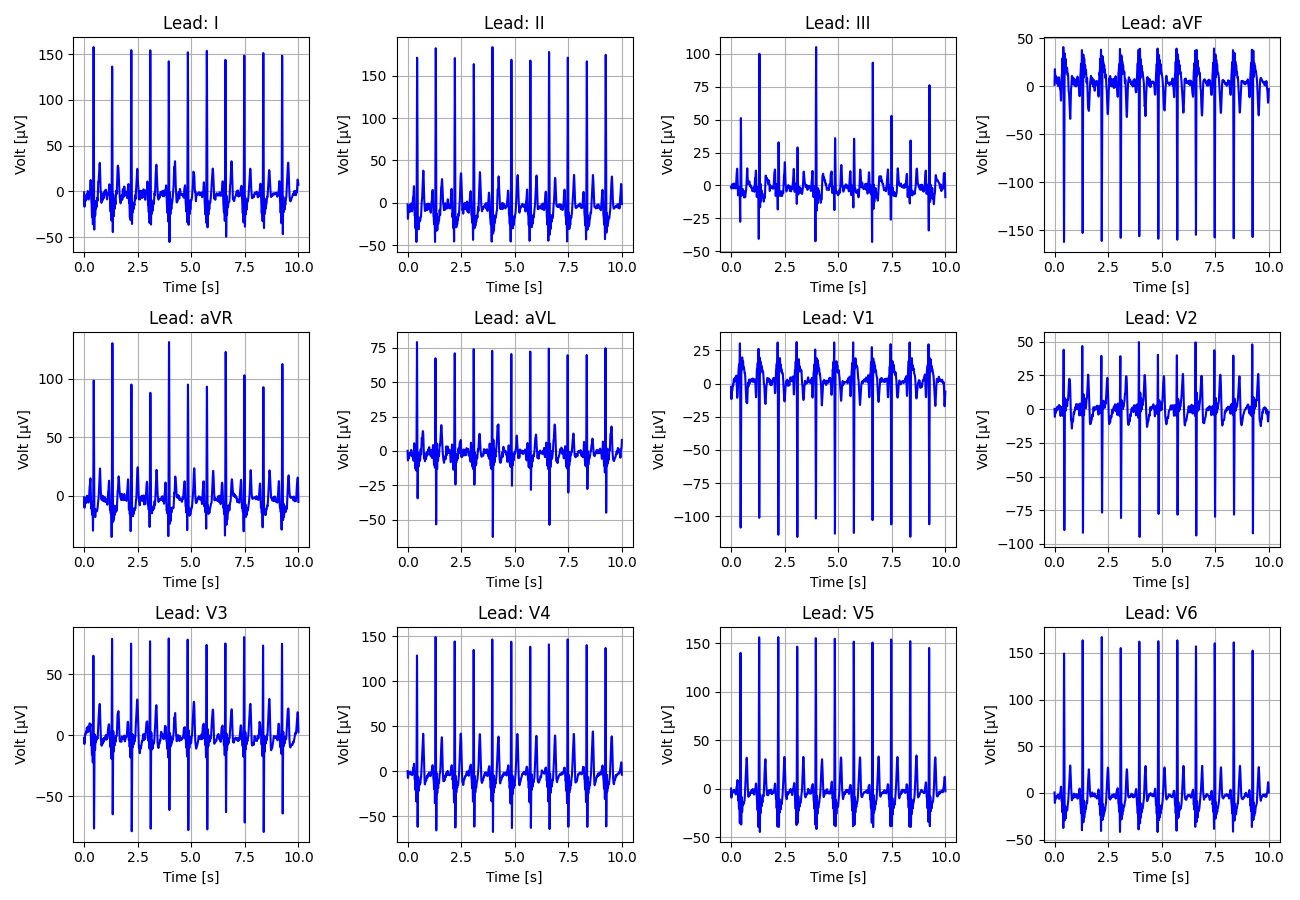 Lead: I
Lead: II
Lead: III
Lead: aVF
Volt [µV]
150
100
50
0
−50
0.0 2.5 5.0 7.5 10.0
Time [s]
Volt [µV]
150
100
50
0
−50
0.0 2.5 5.0 7.5 10.0
Time [s]
Volt [µV]
100
75
50
25
0
−25
−50
0.0 2.5 5.0 7.5 10.0
Time [s]
Volt [µV]
50
0
−50
−100
−150
0.0 2.5 5.0 7.5 10.0
Time [s]
Lead: aVR
Lead: aVL
Lead: V1
Lead: V2
Volt [µV]
100
50
0
0.0 2.5 5.0 7.5 10.0
Time [s]
Volt [µV]
75
50
25
0
−25
−50
0.0 2.5 5.0 7.5 10.0
Time [s]
Volt [µV]
25
0
−25
−50
−75
−100
0.0 2.5 5.0 7.5 10.0
Time [s]
Volt [µV]
50
25
0
−25
−50
−75
−100
0.0 2.5 5.0 7.5 10.0
Time [s]
Lead: V3
Lead: V4
Lead: V5
Lead: V6
Volt [µV]
50
0
−50
0.0 2.5 5.0 7.5 10.0
Time [s]
Volt [µV]
150
100
50
0
−50
0.0 2.5 5.0 7.5 10.0
Time [s]
Volt [µV]
150
100
50
0
−50
0.0 2.5 5.0 7.5 10.0
Time [s]
Volt [µV]
150
100
50
0
−50
0.0 2.5 5.0 7.5 10.0
Time [s]